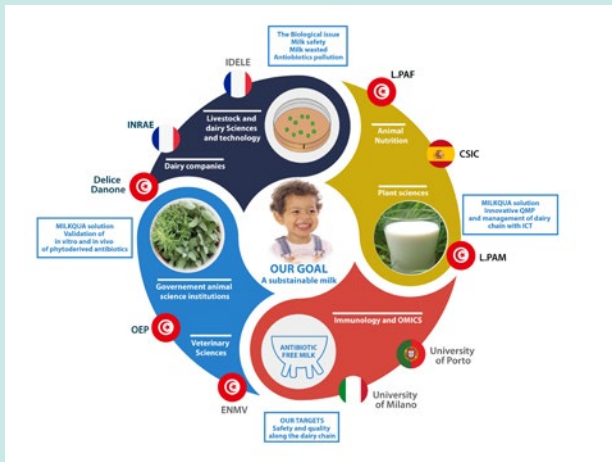 The Biological issue
Milk safety
Milk wasted
Antiobiotics pollution
IDELE
L.PAF
INRAE
Livestock and
dairy Sciences
and technology
Animal
Nutrition
CSIC
Dairy companies
Delice
Danone
Plant sciences
MILKQUA solution
Innovative QMP
and management of dairy
chain with ICT
MILKQUA solution
Validation of
in vitro and in vivo
of phytoderived antibiotics
OUR GOAL
A substainable milk
L.PAM
Governement animal
science institutions
Immunology and OMICS
OEP
Veterinary
Sciences
ANTIBIOTIC
FREE MILK
University
of Porto
ENMV
University
of Milano
OUR TARGETS
Safety and quality
along the dairy chain